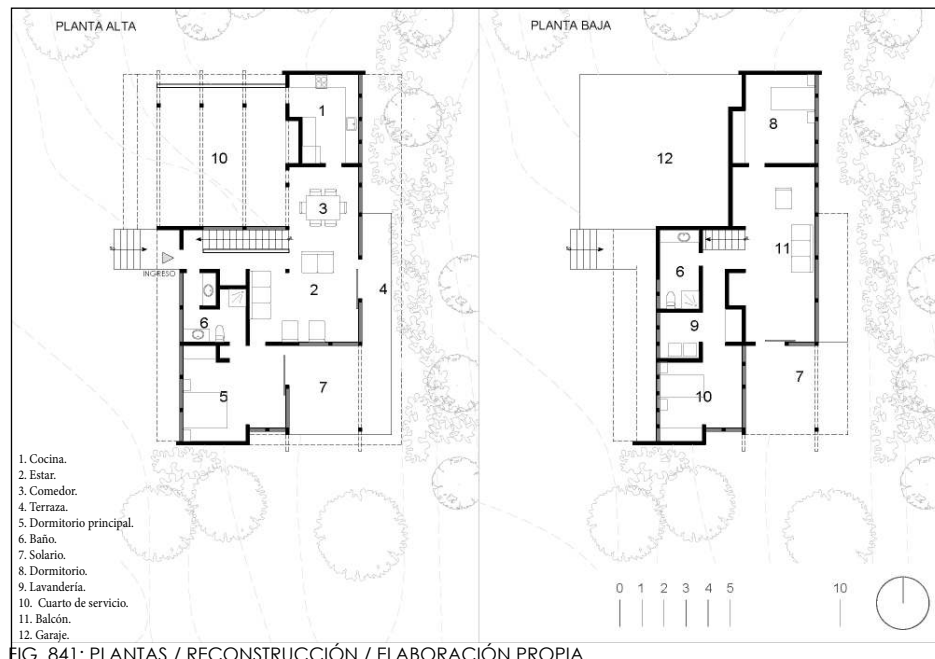 PLANTA ALTA
1
10
3
INGRESO
2
4
6
5
7
PLANTA BAJA
8
12
11
6
9
10
7
1. Cocina.
2. Estar.
3. Comedor.
4. Terraza.
5. Dormitorio principal.
6. Baño.
7. Solario.
8. Dormitorio.
9. Lavandería.
10. Cuarto de servicio.
11. Balcón.
12. Garaje.
0 1 2 3 4 5 10
FIG. 841: PLANTAS / RECONSTRUCCIÓN / ELABORACIÓN PROPIA